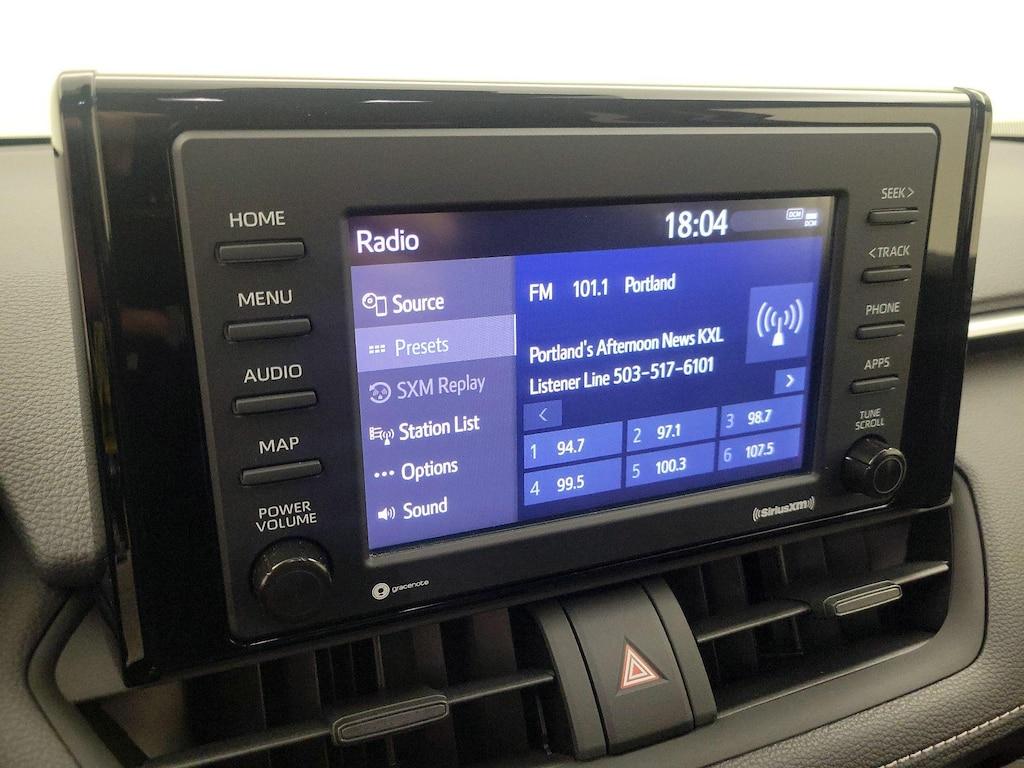 HOME
MENU
AUDIO
MAP
POWER
VOLUME
Radio
18:04
DCM
DCM
Source
Presets
SXM Replay
Station List
Options
Sound
FM 101.1 Portland
Portland's Afternoon News KXL
Listener Line 503-517-6101
<
>
1 94.7
2 97.1
3 98.7
4 99.5
5 100.3
6 107.5
SEEK >
< TRACK
PHONE
APPS
TUNE
SCROLL
gracenote
SiriusXM